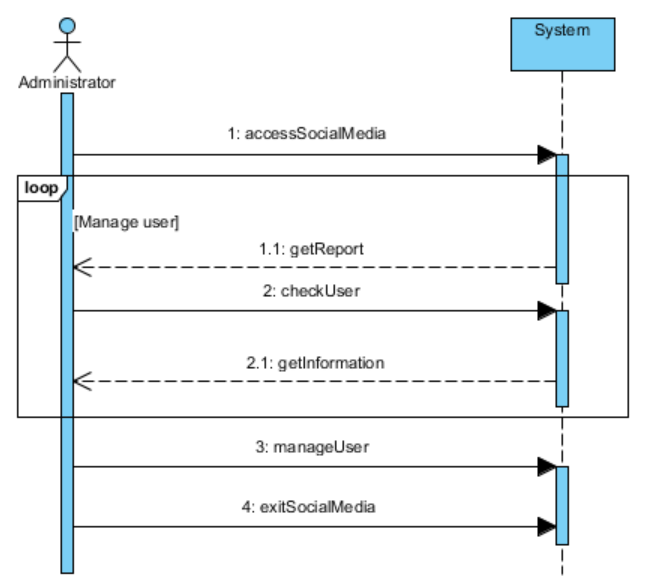 System
Administrator
1: accessSocialMedia
loop
[Manage user]
1.1: getReport
2: checkUser
2.1: getInformation
3: manageUser
4: exitSocialMedia